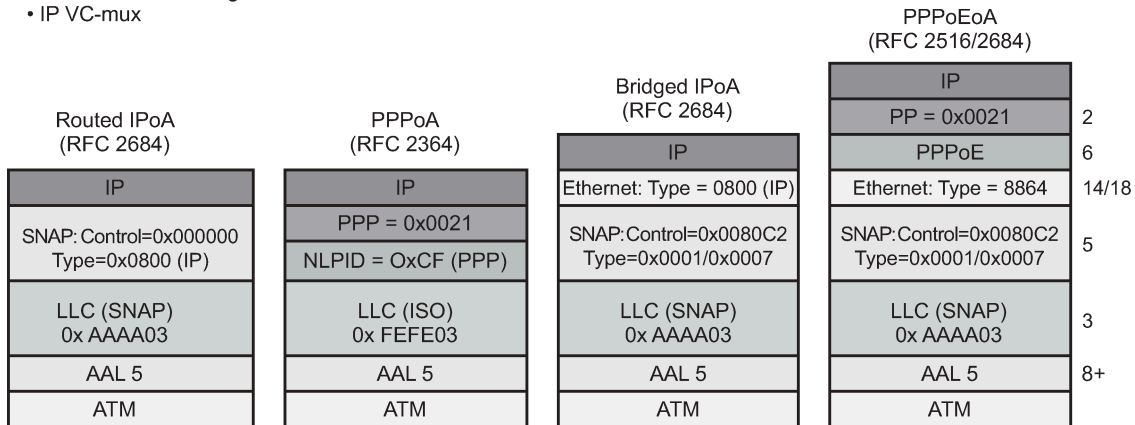 • IP VC-mux
Routed IPoA
(RFC 2684)
IP
SNAP:Control=0x000000
Type=0x0800 (IP)
LLC (SNAP)
0x AAAA03
AAL 5
ATM
PPPoA
(RFC 2364)
IP
PPP = 0x0021
NLPID = OxCF (PPP)
LLC (ISO)
0x FEFE03
AAL 5
ATM
Bridged IPoA
(RFC 2684)
IP
Ethernet: Type = 0800 (IP)
SNAP:Control=0x0080C2
Type=0x0001/0x0007
LLC (SNAP)
0x AAAA03
AAL 5
ATM
PPPoEoA
(RFC 2516/2684)
IP
PP = 0x0021
PPPoE
Ethernet: Type = 8864
SNAP:Control=0x0080C2
Type=0x0001/0x0007
LLC (SNAP)
0x AAAA03
AAL 5
ATM
2
6
14/18
5
3
8+